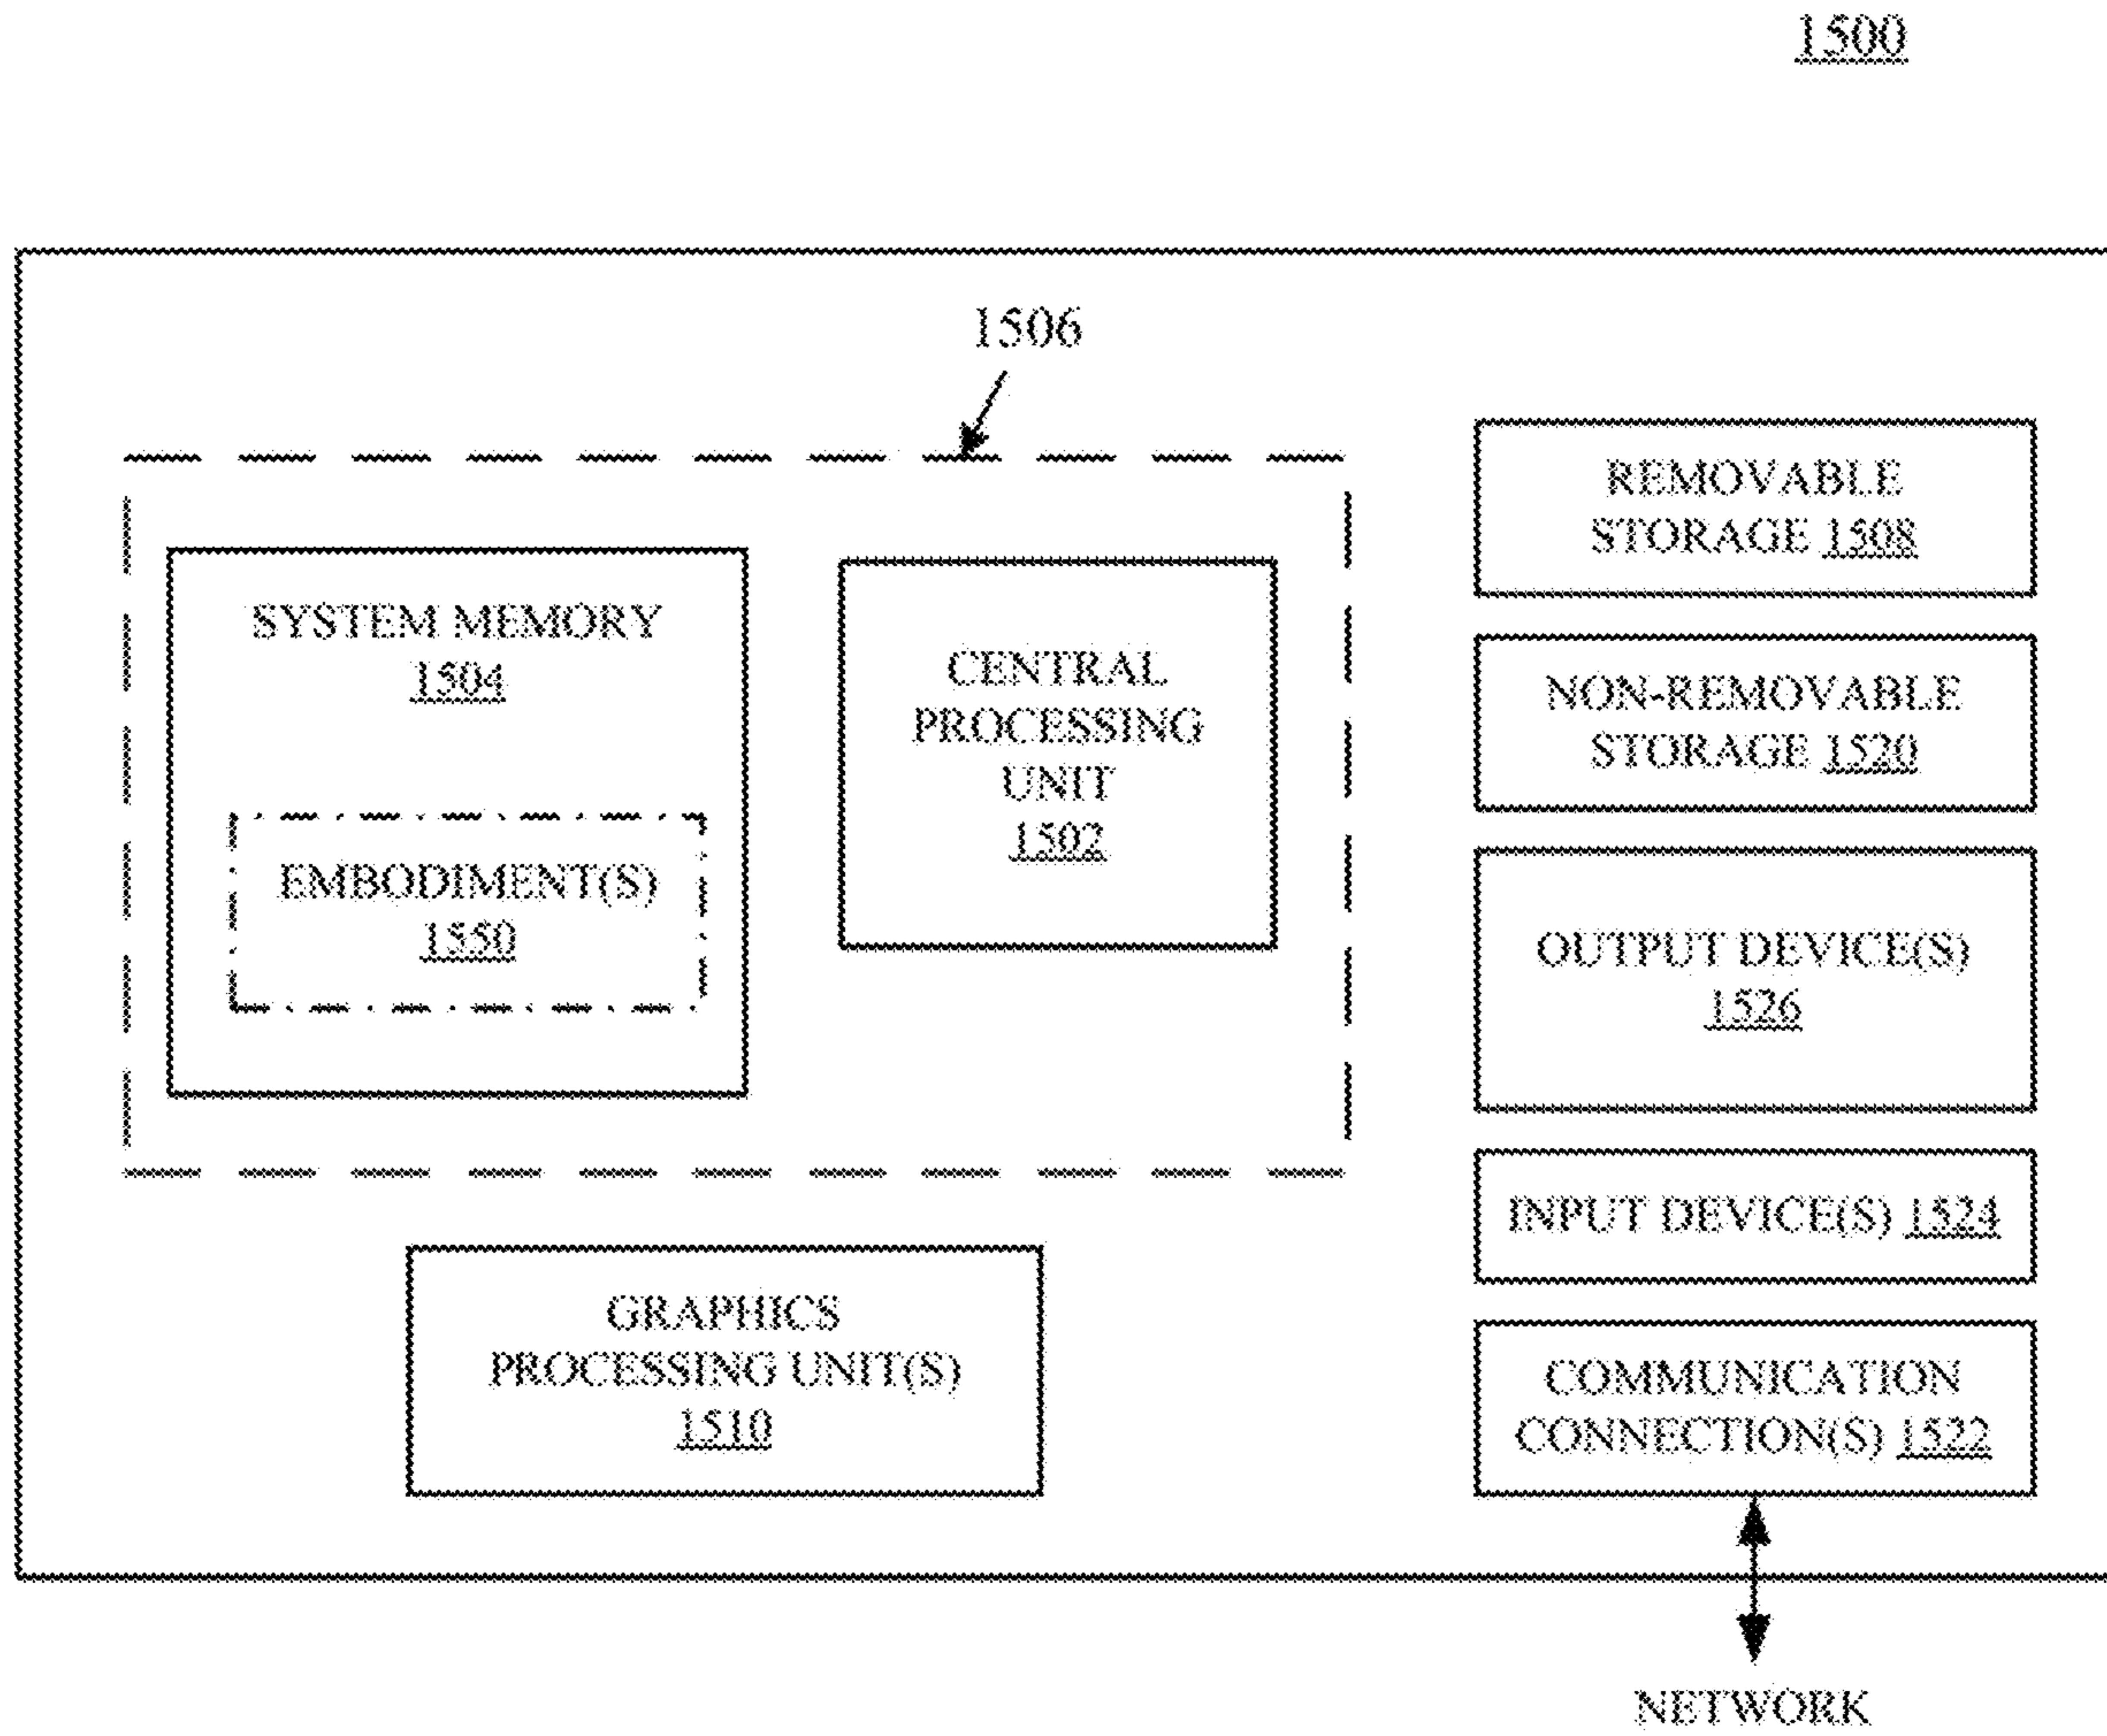 1500
1506
SYSTEM MEMORY
1504
EMBODIMENT(S)
1550
CENTRAL
PROCESSING
UNIT
1502
GRAPHICS
PROCESSING UNIT(S)
1510
REMOVABLE
STORAGE 1508
NON-REMOVABLE
STORAGE 1520
OUTPUT DEVICE(S)
1526
INPUT DEVICE(S) 1524
COMMUNICATION
CONNECTION(S) 1522
NETWORK